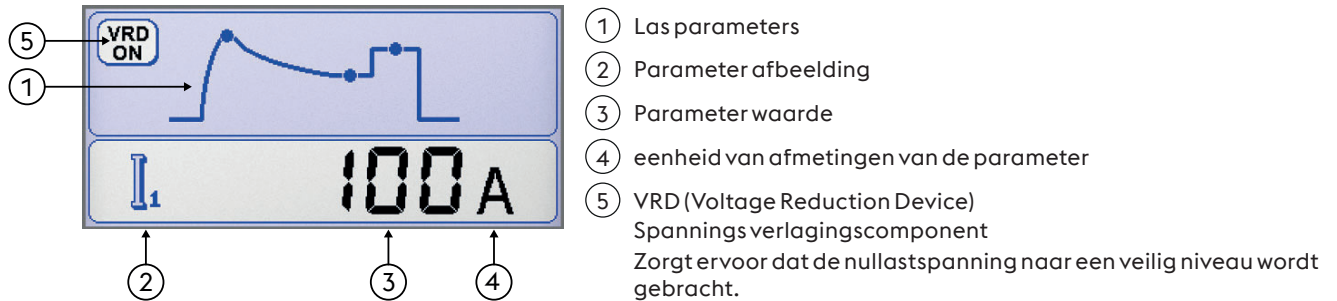 VRD
ON
5
1
I1
100 A
2
3
4
1 Las parameters
2 Parameter afbeelding
3 Parameter waarde
4 eenheid van afmetingen van de parameter
5 VRD (Voltage Reduction Device)
Spannings verlagingscomponent
Zorgt ervoor dat de nullastspanning naar een veilig niveau wordt
gebracht.